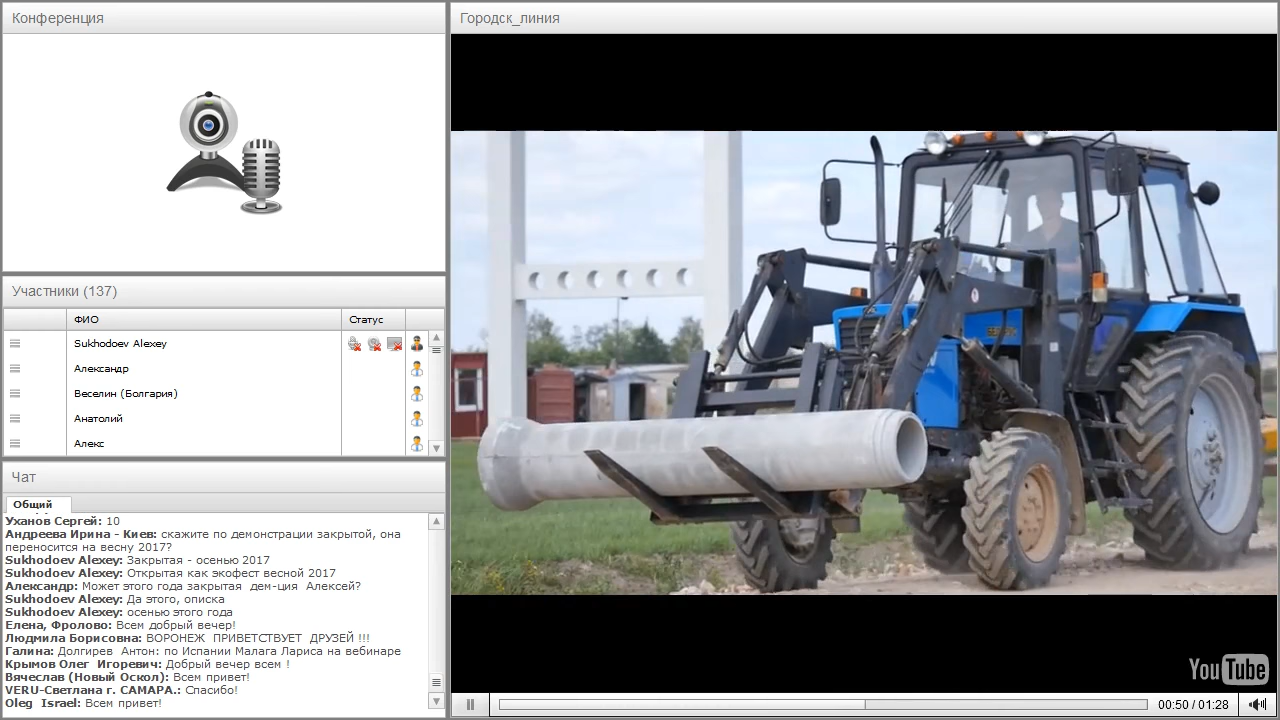 Конференция
Городск_линия
Участники (137)
ФИО Статус
Sukhodoev Alexey
Александр
Веселин (Болгария)
Анатолий
Алекс
Чат
Общий
Уханов Сергей: 10
Андреева Ирина - Киев: скажите по демонстрации закрытой, она
переносится на весну 2017?
Sukhodoev Alexey: Закрытая - осенью 2017
Sukhodoev Alexey: Открытая как экофест весной 2017
Александр: Может этого года закрытая дем-ция Алексей?
Sukhodoev Alexey: Да этого, описка
Sukhodoev Alexey: осенью этого года
Елена, Фролово: Всем добрый вечер!
Людмила Борисовна: ВОРОНЕЖ ПРИВЕТСТВУЕТ ДРУЗЕЙ !!!
Галина: Долгирев Антон: по Испании Малага Лариса на вебинаре
Крымов Олег Игоревич: Добрый вечер всем !
Вячеслав (Новый Оскол): Всем привет!
VERU-Светлана г. САМАРА.: Спасибо!
Oleg Israel: Всем привет!
YouTube
00:50 / 01:28